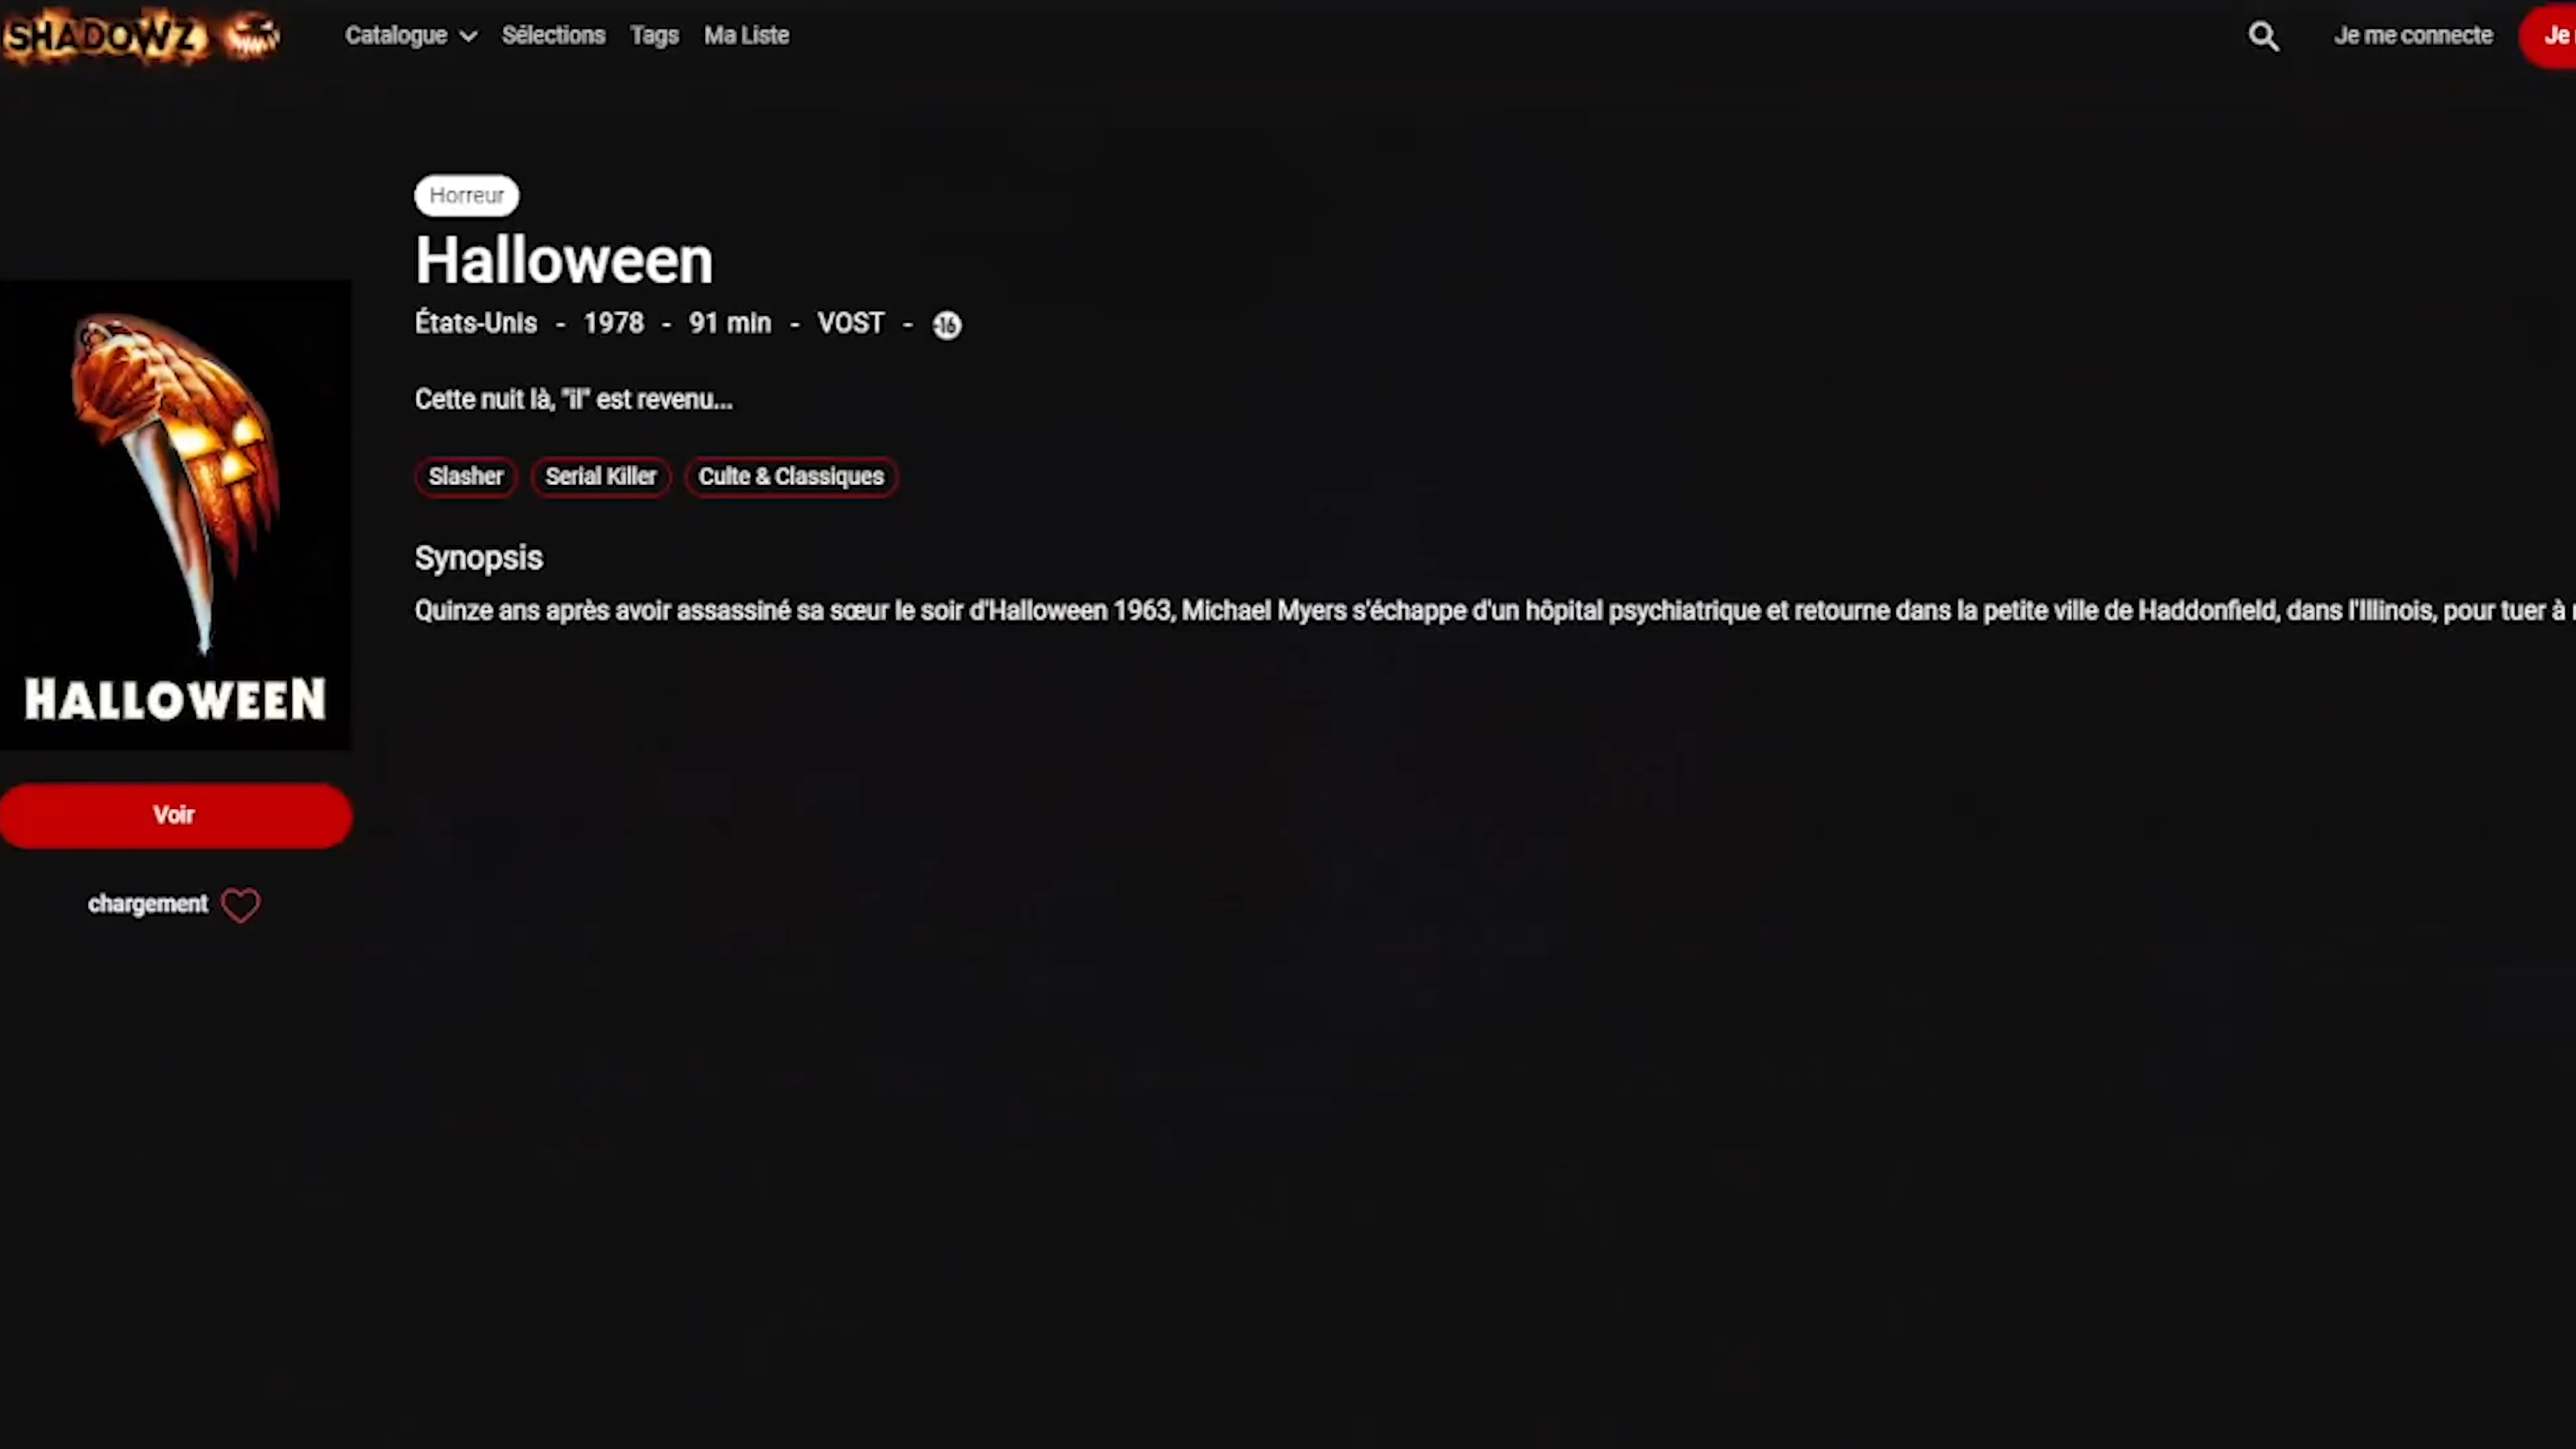 SHADOWZ
Catalogue Sélections Tags Ma Liste Je me connecte Je
Horreur
Halloween
États-Unis - 1978 - 91 min - VOST - -16
Cette nuit là, "il" est revenu...
Slasher Serial Killer Culte & Classiques
Synopsis
Quinze ans après avoir assassiné sa sœur le soir d'Halloween 1963, Michael Myers s'échappe d'un hôpital psychiatrique et retourne dans la petite ville de Haddonfield, dans l'Illinois, pour tuer à
HALLOWEEN
Voir
chargement